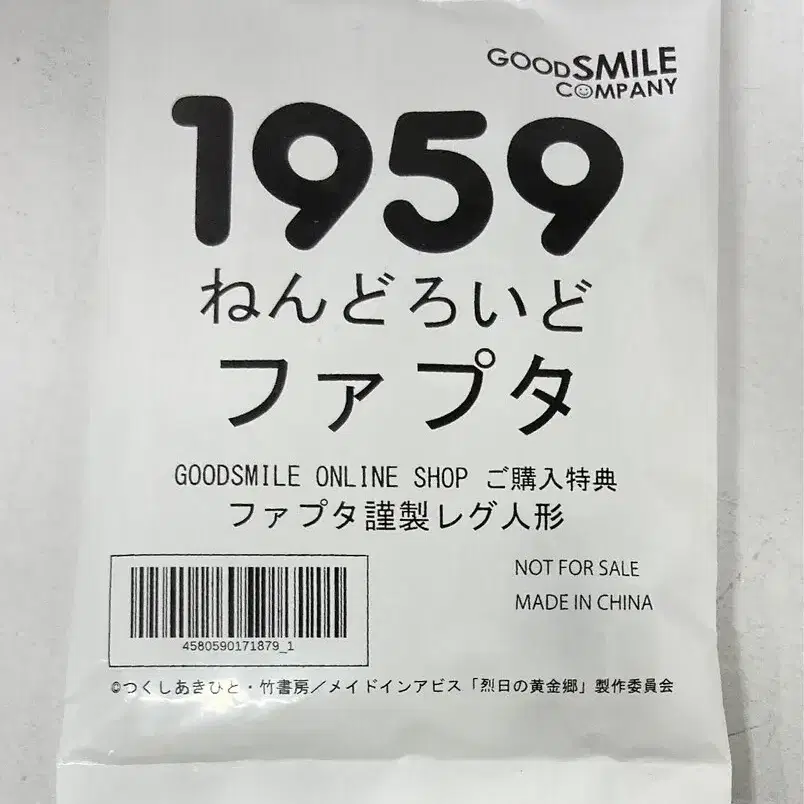 GOODSMILE
COMPANY
1959
ねんどろいど
ファプタ
GOODSMILE ONLINE SHOP ご購入特典
ファプタ謹製レグ人形
NOT FOR SALE
MADE IN CHINA
4580590171879_1
©つくしあきひと・竹書房／メイドインアビス「烈日の黄金郷」製作委員会